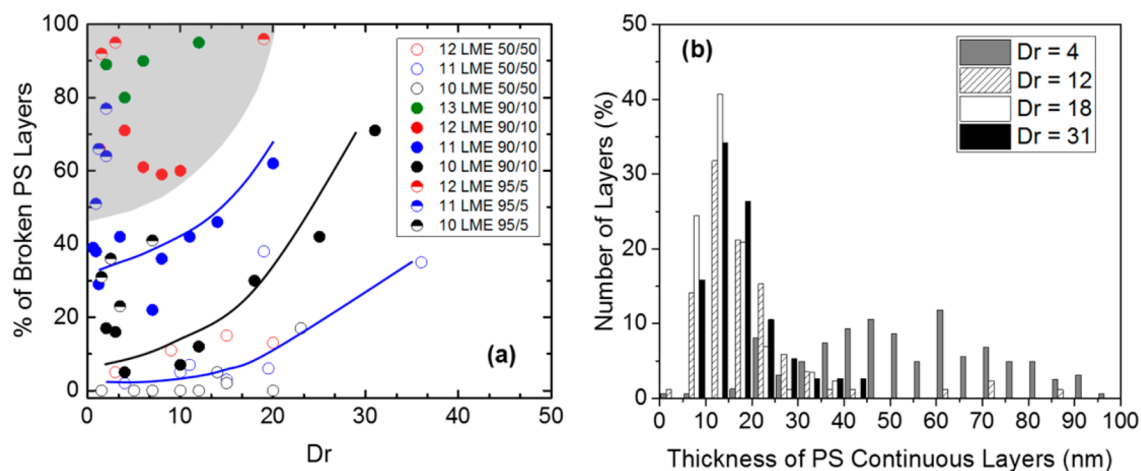 % of Broken PS Layers
100
80
60
40
20
0
0 10 20 30 40 50
Dr
12 LME 50/50
11 LME 50/50
10 LME 50/50
13 LME 90/10
12 LME 90/10
11 LME 90/10
10 LME 90/10
12 LME 95/5
11 LME 95/5
10 LME 95/5
(a)
(b)
Number of Layers (%)
50
40
30
20
10
0
0 10 20 30 40 50 60 70 80 90 100
Thickness of PS Continuous Layers (nm)
Dr = 4
Dr = 12
Dr = 18
Dr = 31